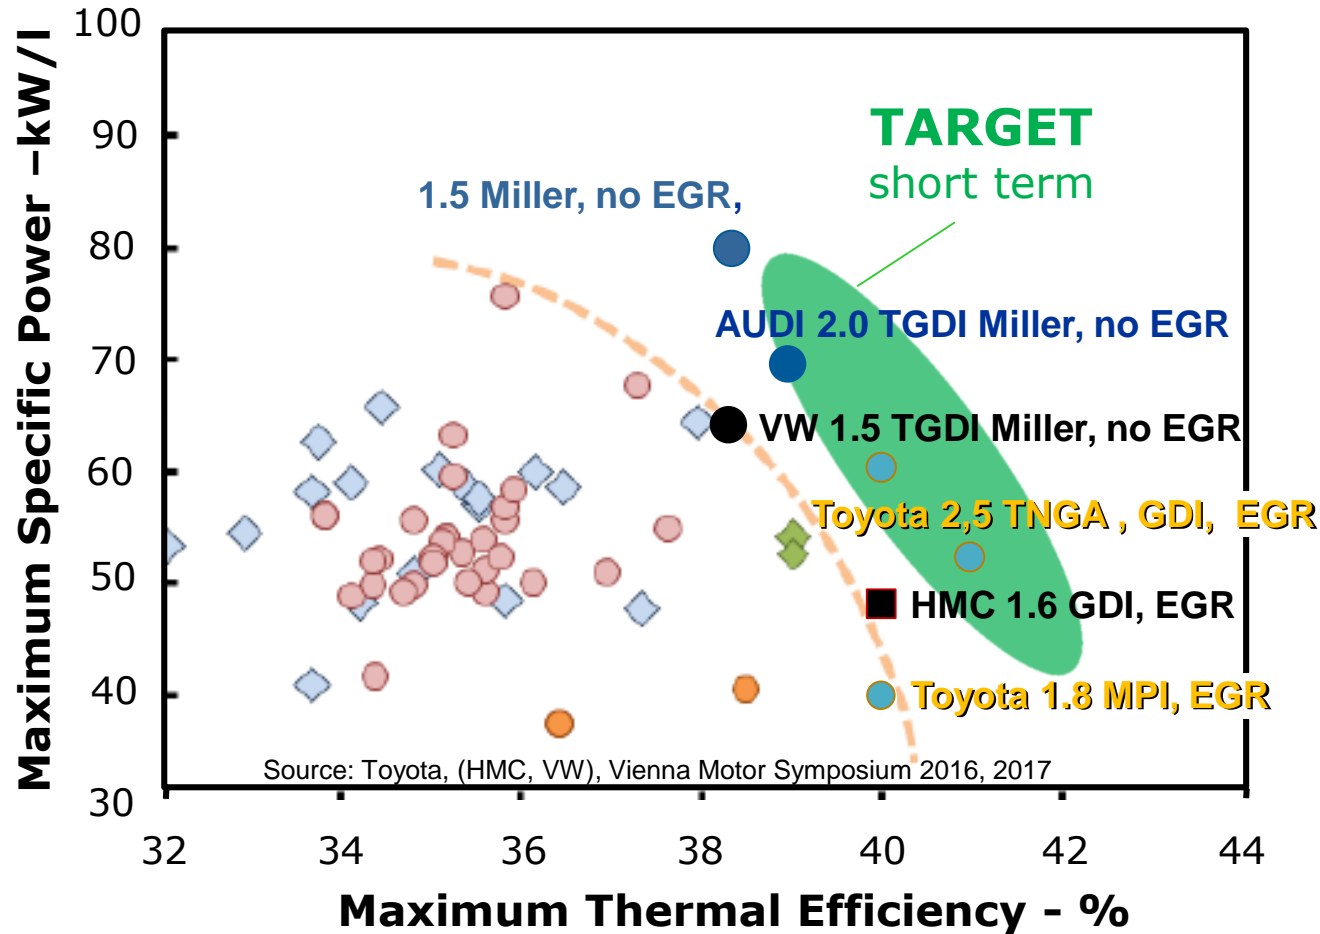 Maximum Specific Power –kW/l
100
90
80
70
60
50
40
30
TARGET
short term
1.5 Miller, no EGR,
AUDI 2.0 TGDI Miller, no EGR
VW 1.5 TGDI Miller, no EGR
Toyota 2,5 TNGA , GDI, EGR
HMC 1.6 GDI, EGR
Toyota 1.8 MPI, EGR
Source: Toyota, (HMC, VW), Vienna Motor Symposium 2016, 2017
32 34 36 38 40 42 44
Maximum Thermal Efficiency - %